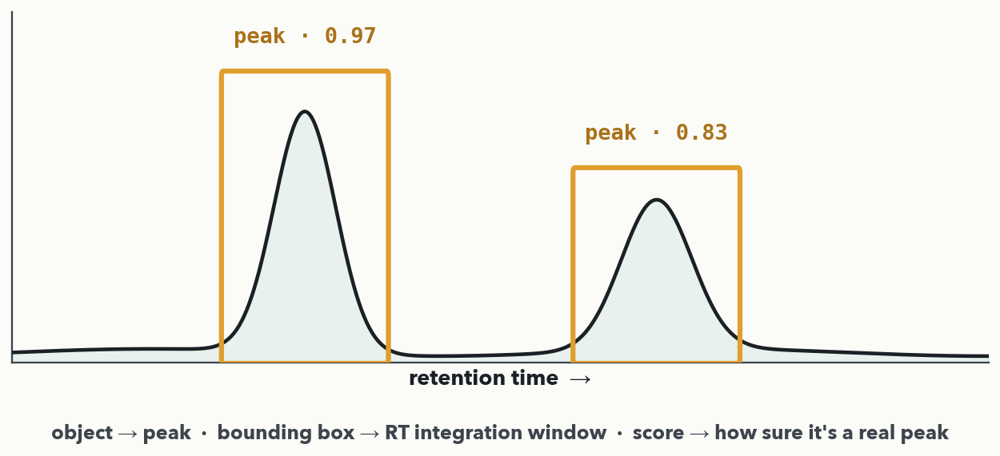 peak · 0.97
peak · 0.83
retention time →
object → peak · bounding box → RT integration window · score → how sure it's a real peak